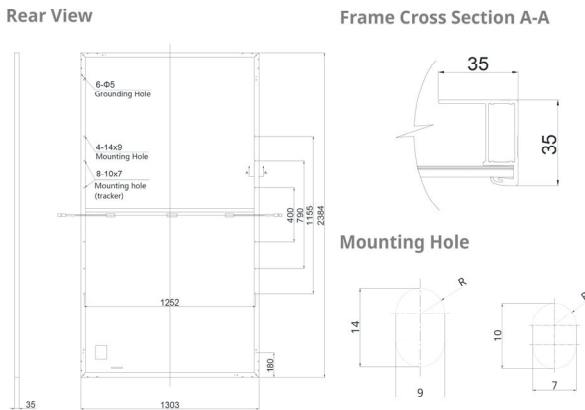 Rear View
Frame Cross Section A-A
35
6-Φ5
Grounding Hole
4-14x9
Mounting Hole
8-10x7
Mounting hole
(tracker)
A
A
35
400
790
1155
2384
Mounting Hole
1252
R
R
14
10
180
9
7
35
1303